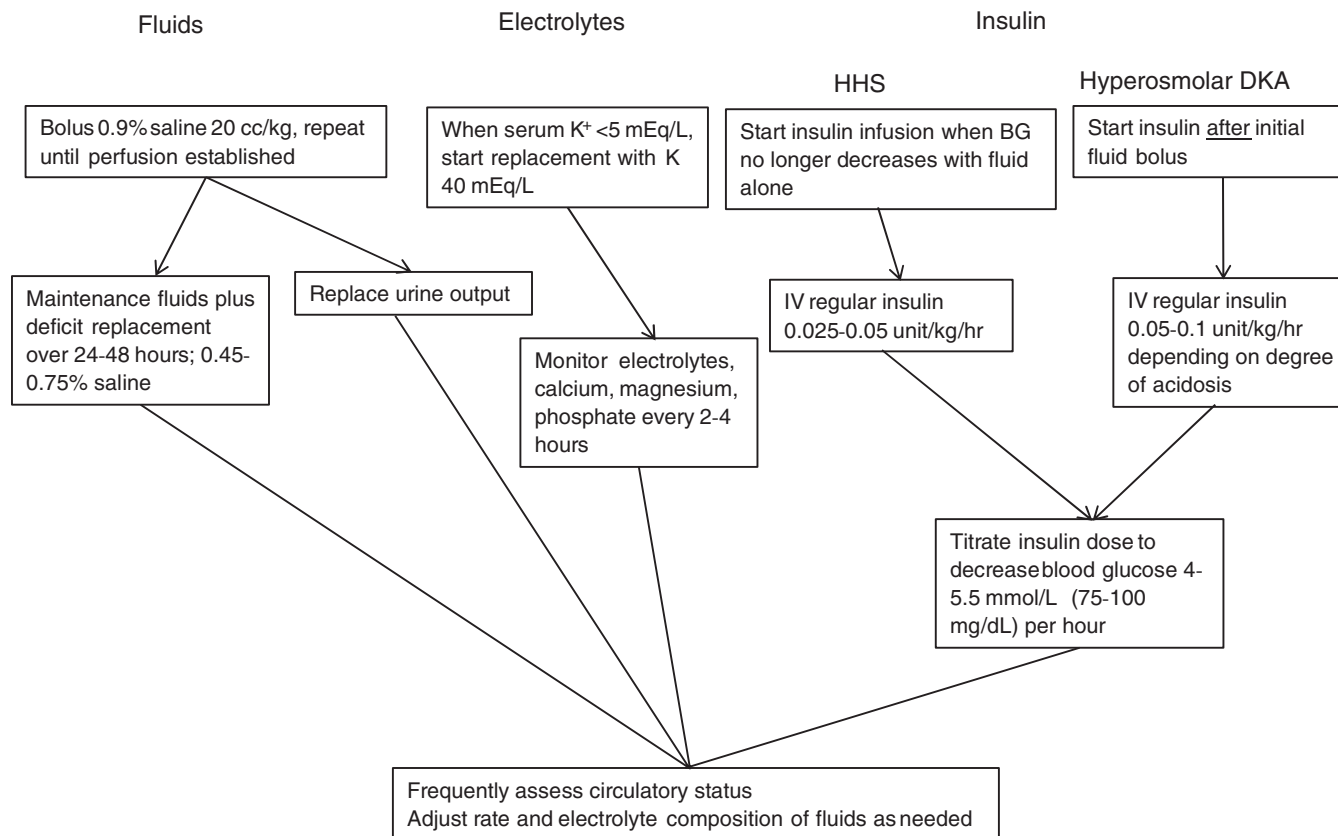 Fluids
Electrolytes
Insulin
HHS
Hyperosmolar DKA
Bolus 0.9% saline 20 cc/kg, repeat
until perfusion established
When serum K⁺ <5 mEq/L,
start replacement with K
40 mEq/L
Start insulin infusion when BG
no longer decreases with fluid
alone
Start insulin after initial
fluid bolus
Maintenance fluids plus
deficit replacement
over 24-48 hours; 0.45-
0.75% saline
Replace urine output
Monitor electrolytes,
calcium, magnesium,
phosphate every 2-4
hours
IV regular insulin
0.025-0.05 unit/kg/hr
IV regular insulin
0.05-0.1 unit/kg/hr
depending on degree
of acidosis
Titrate insulin dose to
decrease blood glucose 4-
5.5 mmol/L (75-100
mg/dL) per hour
Frequently assess circulatory status
Adjust rate and electrolyte composition of fluids as needed